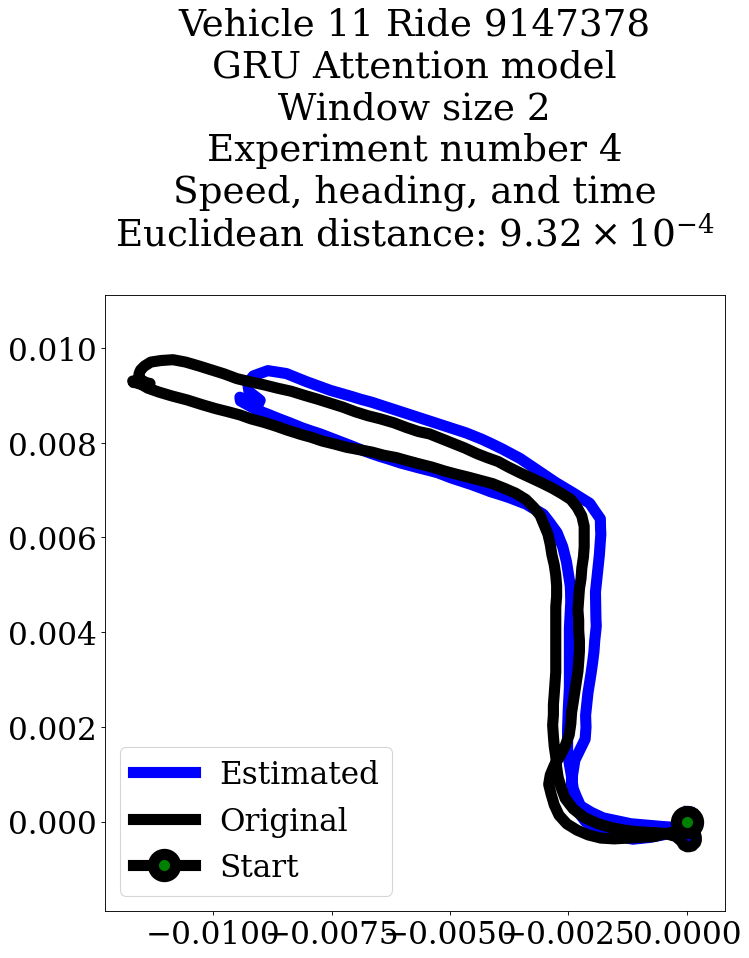 Vehicle 11 Ride 9147378
GRU Attention model
Window size 2
Experiment number 4
Speed, heading, and time
Euclidean distance: 9.32 × 10⁻⁴
0.010
0.008
0.006
0.004
0.002
0.000
Estimated
Original
Start
−0.0100 −0.0075 −0.0050 −0.0025 0.0000